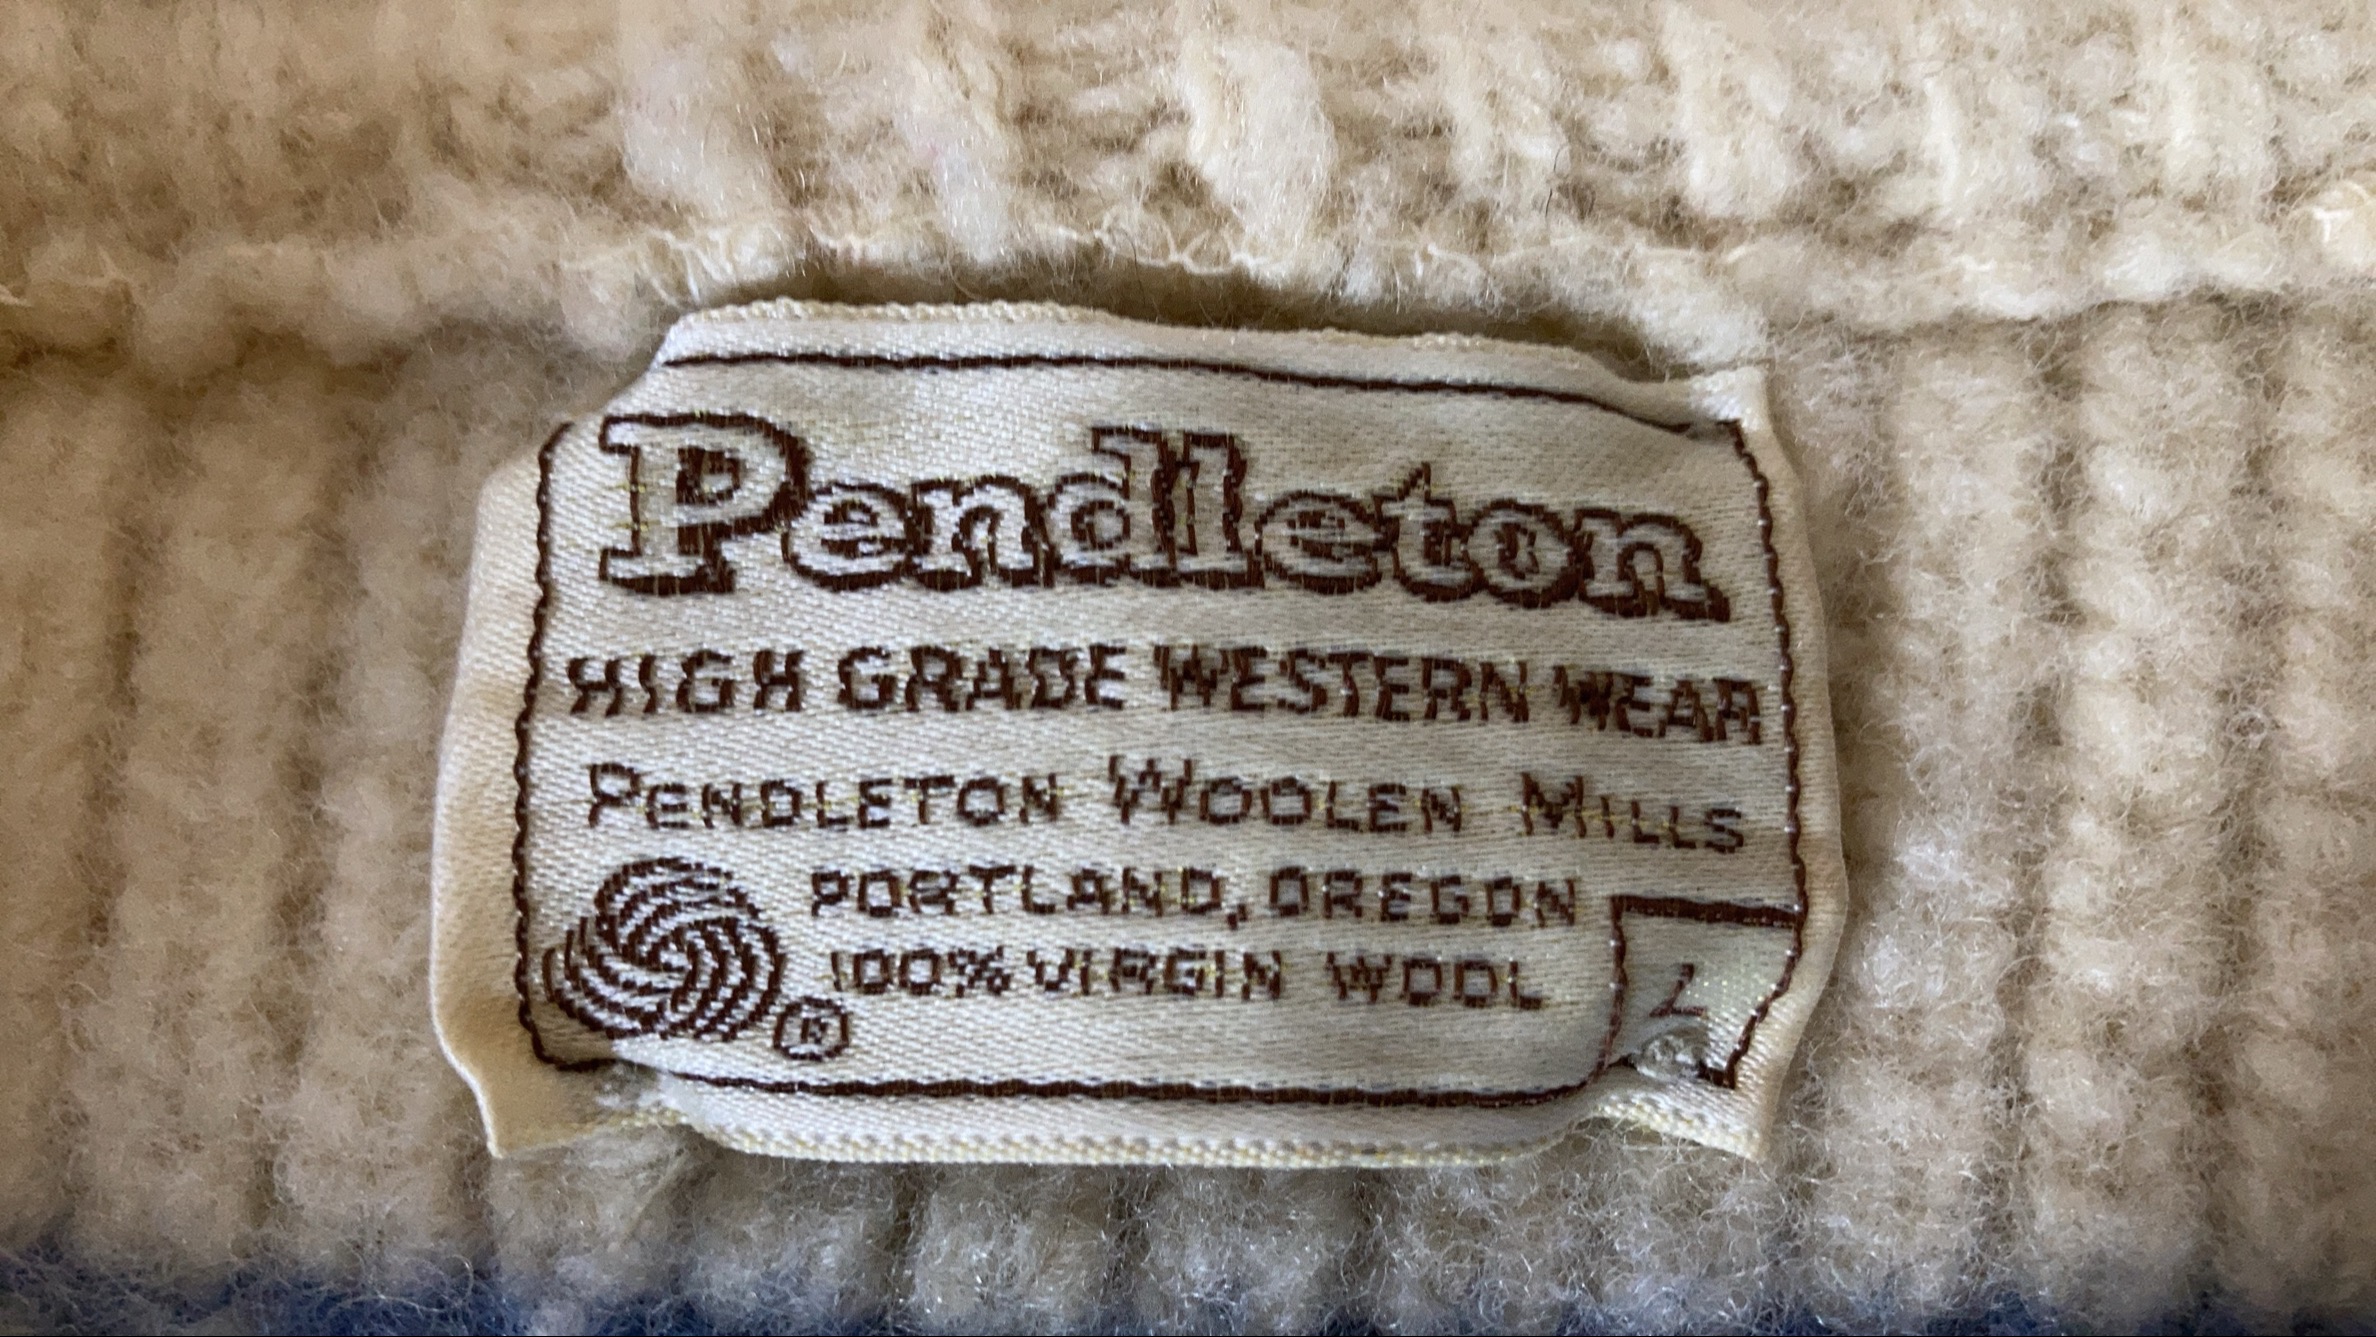 Pendleton
HIGH GRADE WESTERN WEAR
PENDLETON WOOLEN MILLS
PORTLAND, OREGON
100% VIRGIN WOOL
®
L